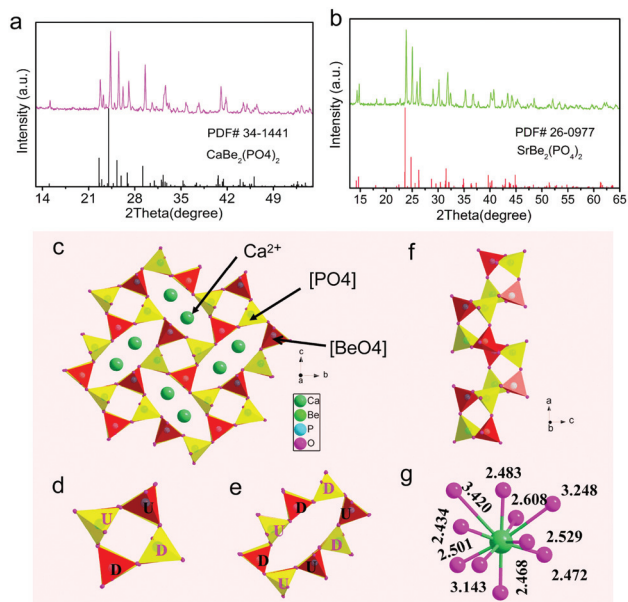 a
Intensity (a.u.)
PDF# 34-1441
CaBe2(PO4)2
14 21 28 35 42 49
2Theta(degree)
b
Intensity (a.u.)
PDF# 26-0977
SrBe2(PO4)2
15 20 25 30 35 40 45 50 55 60 65
2Theta(degree)
c
Ca2+
[PO4]
[BeO4]
c
a
b
Ca
Be
P
O
f
a
b
c
d
U
U
D
D
e
D
D
U
D
U
U
D
U
g
2.483
3.420
2.608
3.248
2.434
2.529
2.501
2.472
3.143
2.468